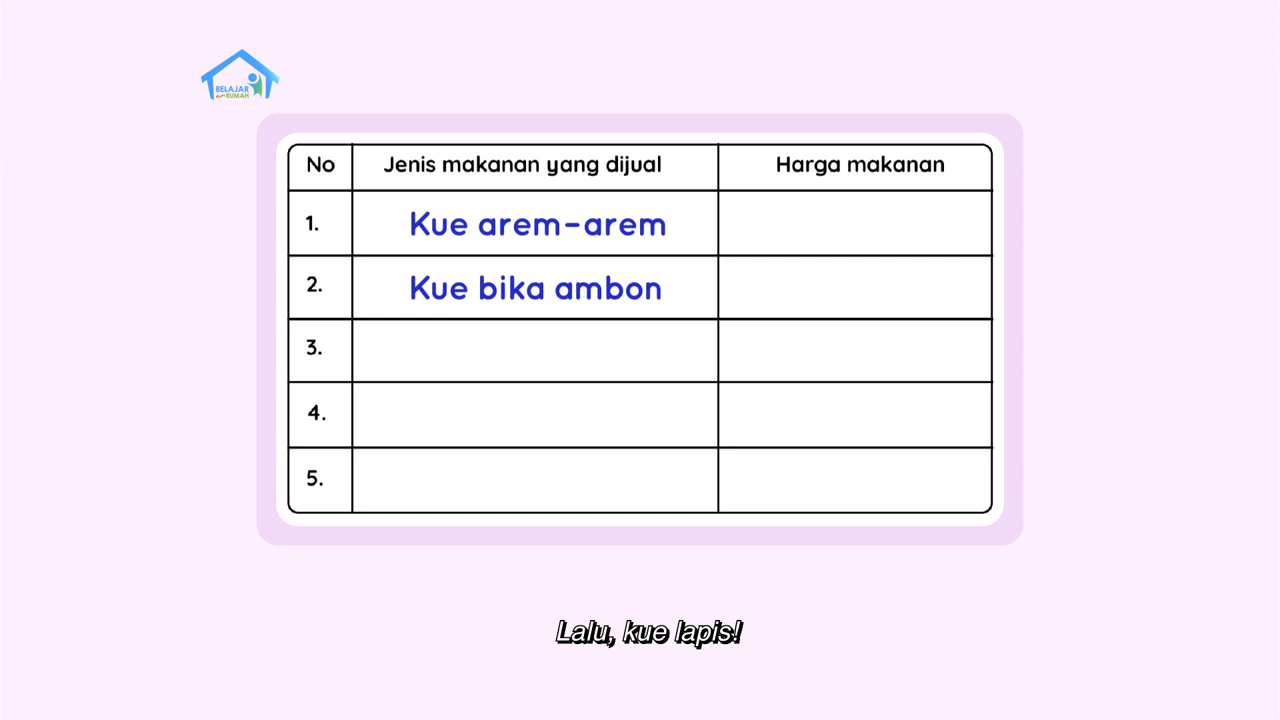 BELAJAR
dari RUMAH
No Jenis makanan yang dijual Harga makanan
1. Kue arem-arem
2. Kue bika ambon
3.
4.
5.
Lalu, kue lapis!